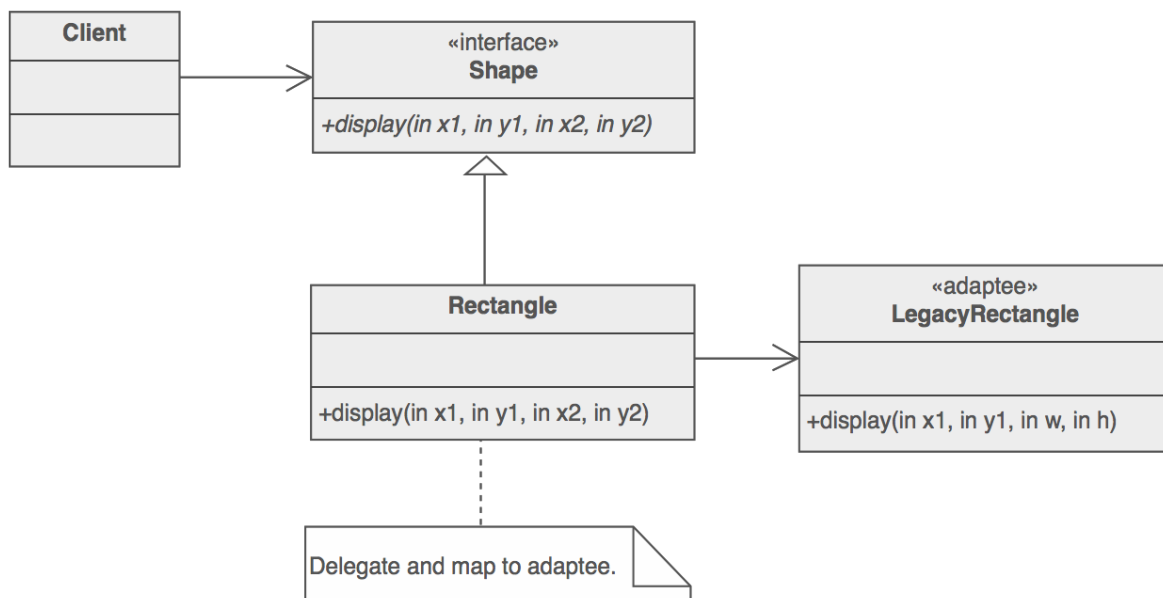 Client
«interface»
Shape
+display(in x1, in y1, in x2, in y2)
Rectangle
+display(in x1, in y1, in x2, in y2)
«adaptee»
LegacyRectangle
+display(in x1, in y1, in w, in h)
Delegate and map to adaptee.